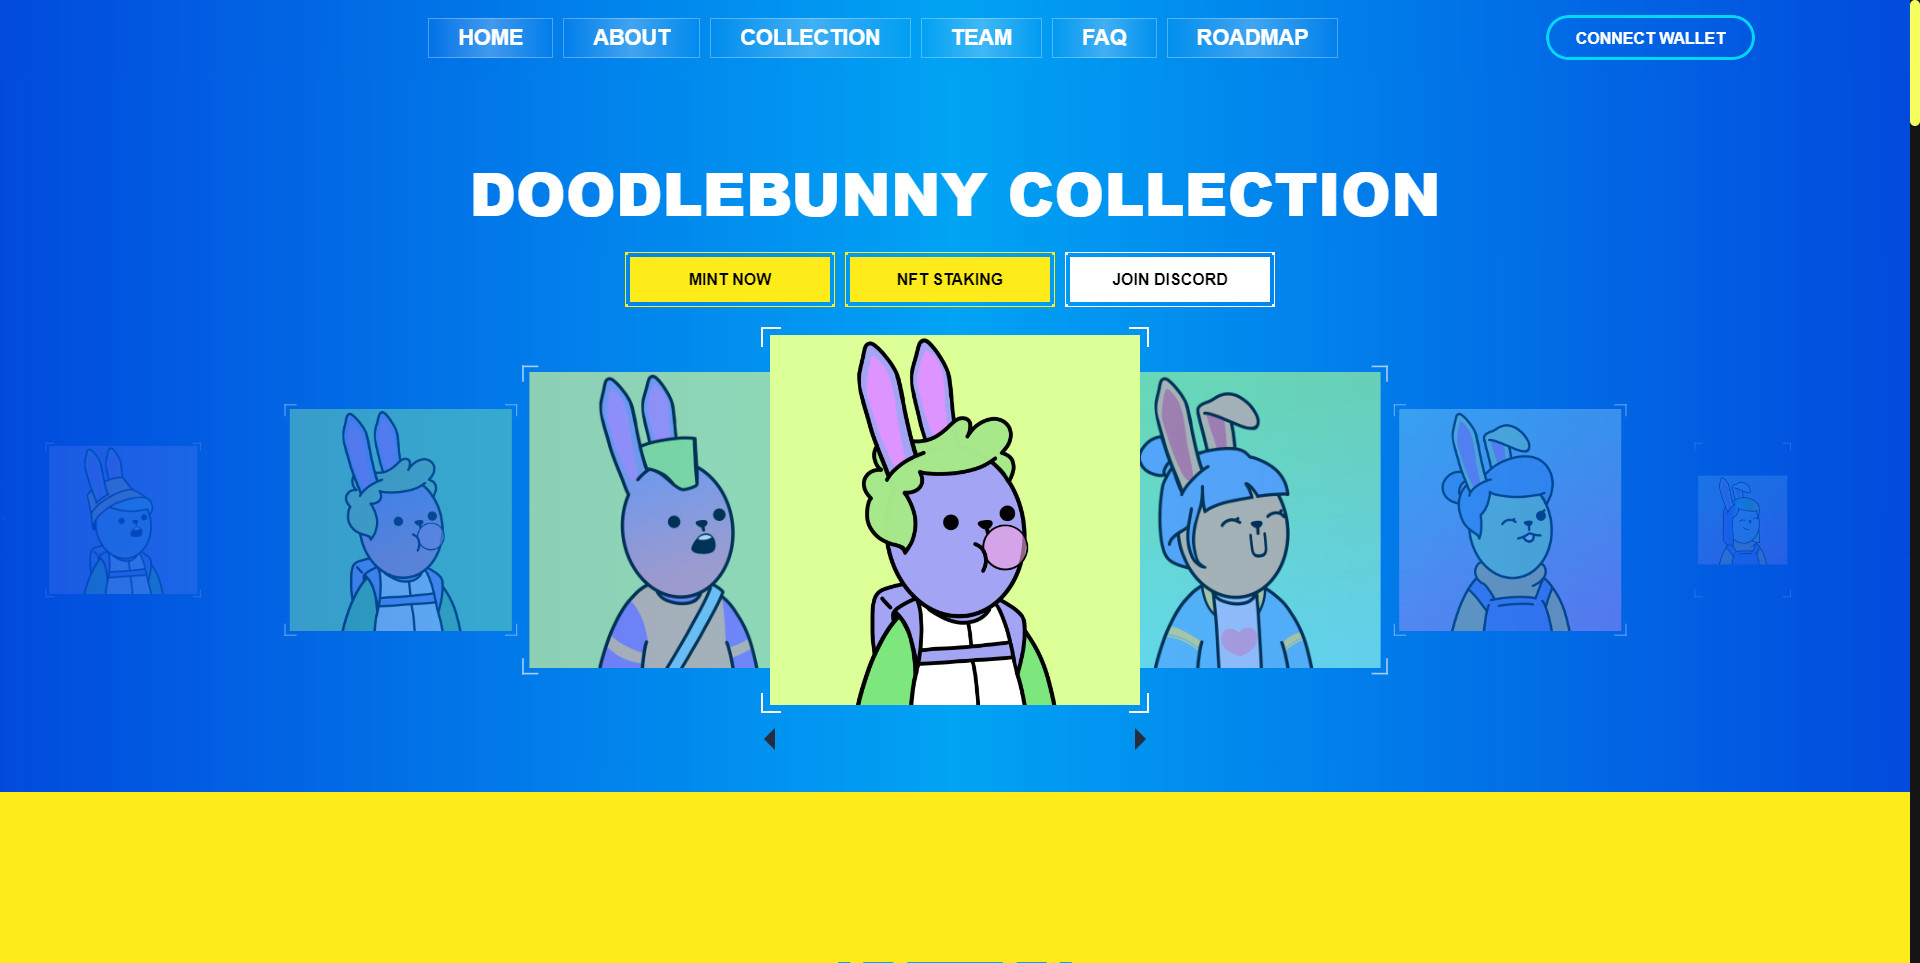 HOME ABOUT COLLECTION TEAM FAQ ROADMAP CONNECT WALLET
DOODLEBUNNY COLLECTION
MINT NOW NFT STAKING JOIN DISCORD